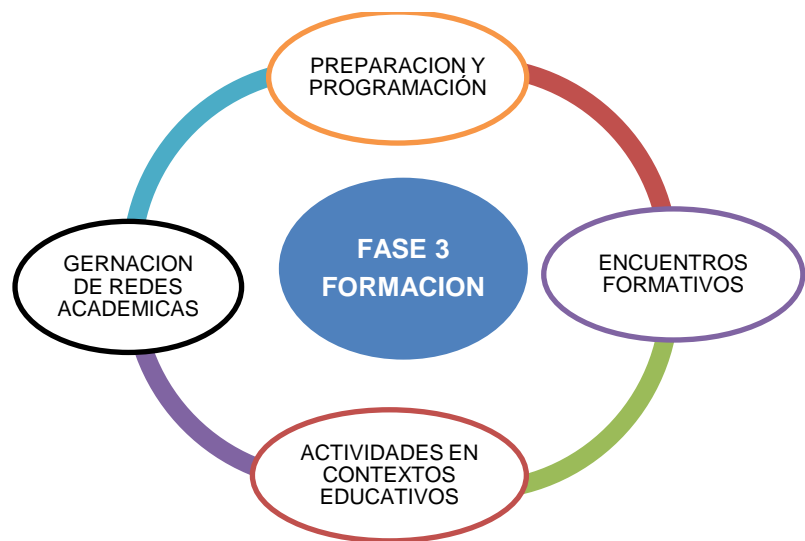 PREPARACION Y
PROGRAMACIÓN
FASE 3
FORMACION
GERNACION
DE REDES
ACADEMICAS
ENCUENTROS
FORMATIVOS
ACTIVIDADES EN
CONTEXTOS
EDUCATIVOS